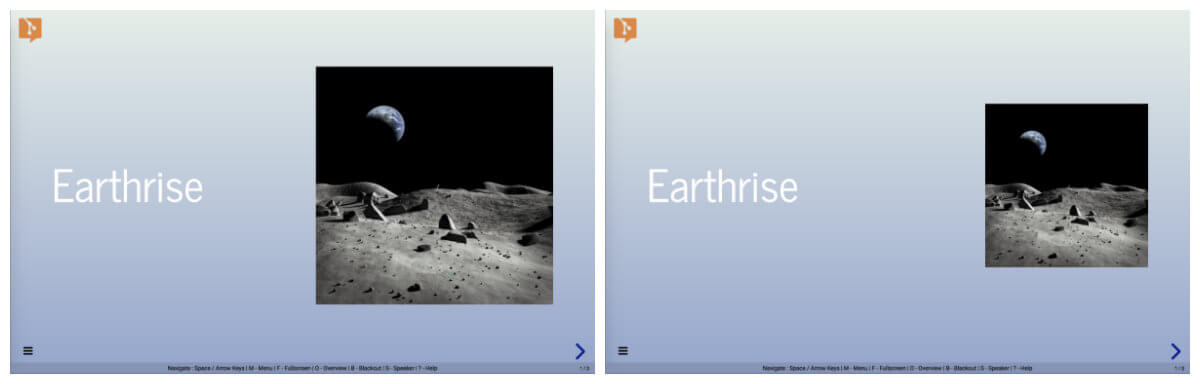 Earthrise
Navigate : Space / Arrow Keys | M - Menu | F - Fullscreen | O - Overview | B - Blackout | S - Speaker | ? - Help
1 / 3
Earthrise
Navigate : Space / Arrow Keys | M - Menu | F - Fullscreen | O - Overview | B - Blackout | S - Speaker | ? - Help
1 / 3